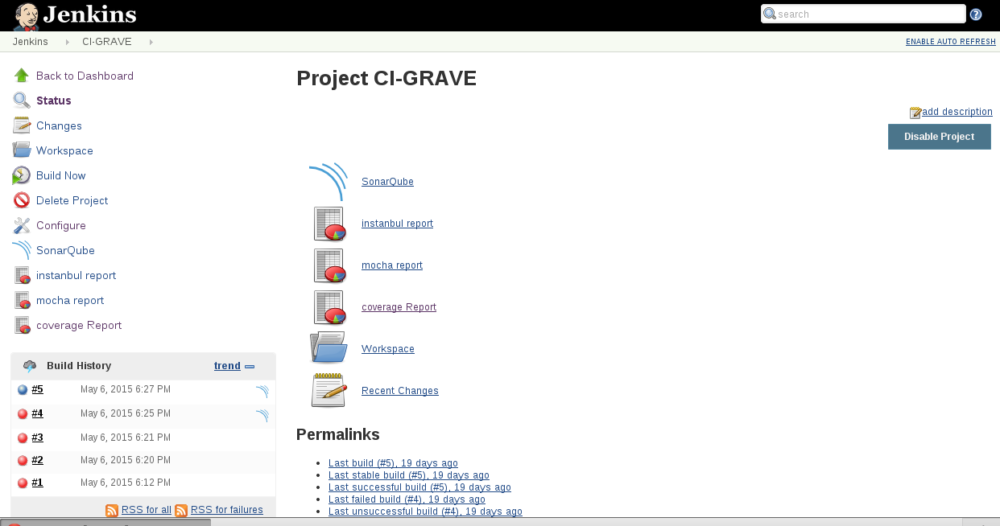 Jenkins
search
Jenkins CI-GRAVE
ENABLE AUTO REFRESH
Back to Dashboard
Status
Changes
Workspace
Build Now
Delete Project
Configure
SonarQube
instanbul report
mocha report
coverage Report
Build History trend
#5 May 6, 2015 6:27 PM
#4 May 6, 2015 6:25 PM
#3 May 6, 2015 6:21 PM
#2 May 6, 2015 6:20 PM
#1 May 6, 2015 6:12 PM
RSS for all RSS for failures
Project CI-GRAVE
add description
Disable Project
SonarQube
instanbul report
mocha report
coverage Report
Workspace
Recent Changes
Permalinks
Last build (#5), 19 days ago
Last stable build (#5), 19 days ago
Last successful build (#5), 19 days ago
Last failed build (#4), 19 days ago
Last unsuccessful build (#4), 19 days ago